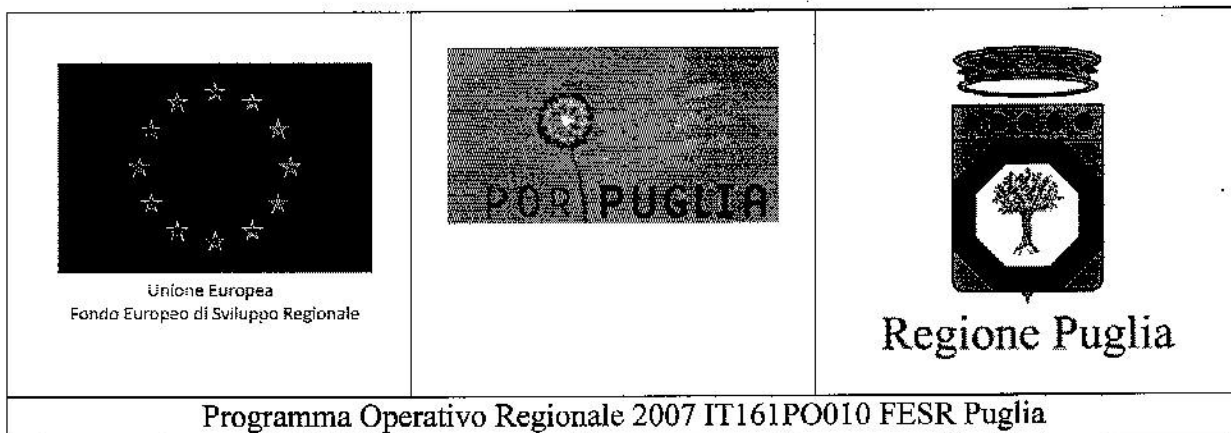 Unione Europea
Fondo Europeo di Sviluppo Regionale
POR PUGLIA
Regione Puglia
Programma Operativo Regionale 2007 IT161PO010 FESR Puglia